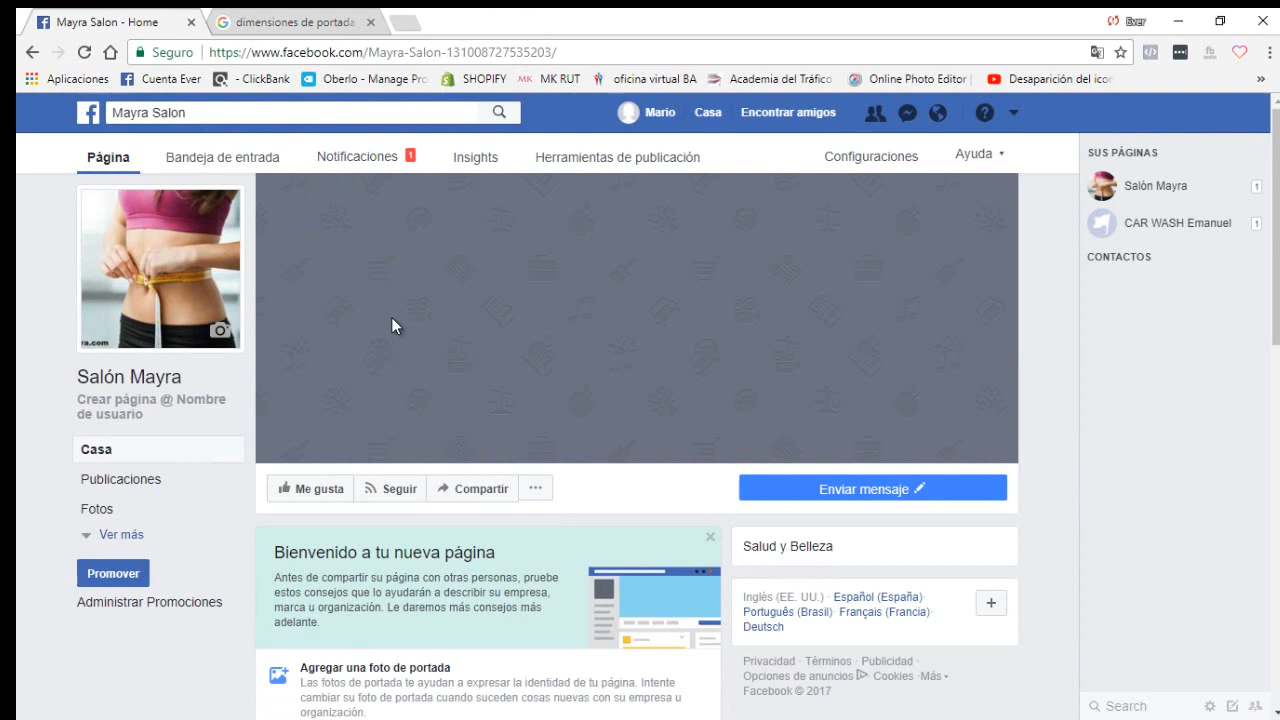 Mayra Salon - Home
dimensiones de portada
Ever
Seguro
https://www.facebook.com/Mayra-Salon-131008727535203/
Aplicaciones
Cuenta Ever
- ClickBank
Oberlo - Manage Pro
SHOPIFY
MK MK RUT
oficina virtual BA
Academia del Tráfic
Online Photo Editor
Desaparición del icon
Mayra Salon
Mario
Casa
Encontrar amigos
Página
Bandeja de entrada
Notificaciones 1
Insights
Herramientas de publicación
Configuraciones
Ayuda
SUS PÁGINAS
Salón Mayra 1
CAR WASH Emanuel 1
CONTACTOS
ra.com
Salón Mayra
Crear página @ Nombre
de usuario
Casa
Publicaciones
Fotos
Ver más
Promover
Administrar Promociones
Me gusta
Seguir
Compartir
Enviar mensaje
Bienvenido a tu nueva página
Antes de compartir su página con otras personas, pruebe
estos consejos que lo ayudarán a describir su empresa,
marca u organización. Le daremos más consejos más
adelante.
Agregar una foto de portada
Las fotos de portada te ayudan a expresar la identidad de tu página. Intente
cambiar su foto de portada cuando suceden cosas nuevas con su empresa u
organización.
Salud y Belleza
Inglés (EE. UU.) · Español (España)·
Português (Brasil)· Français (Francia)·
Deutsch
Privacidad · Términos · Publicidad ·
Opciones de anuncios · Cookies ·Más
Facebook © 2017
Search